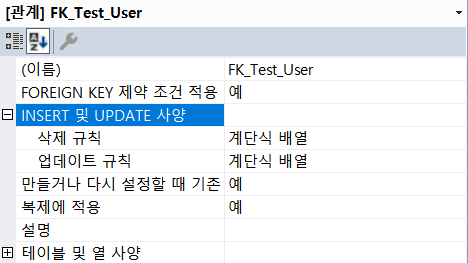 [관계] FK_Test_User
(이름) FK_Test_User
FOREIGN KEY 제약 조건 적용 예
INSERT 및 UPDATE 사양
삭제 규칙 계단식 배열
업데이트 규칙 계단식 배열
만들거나 다시 설정할 때 기존 예
복제에 적용 예
설명
테이블 및 열 사양